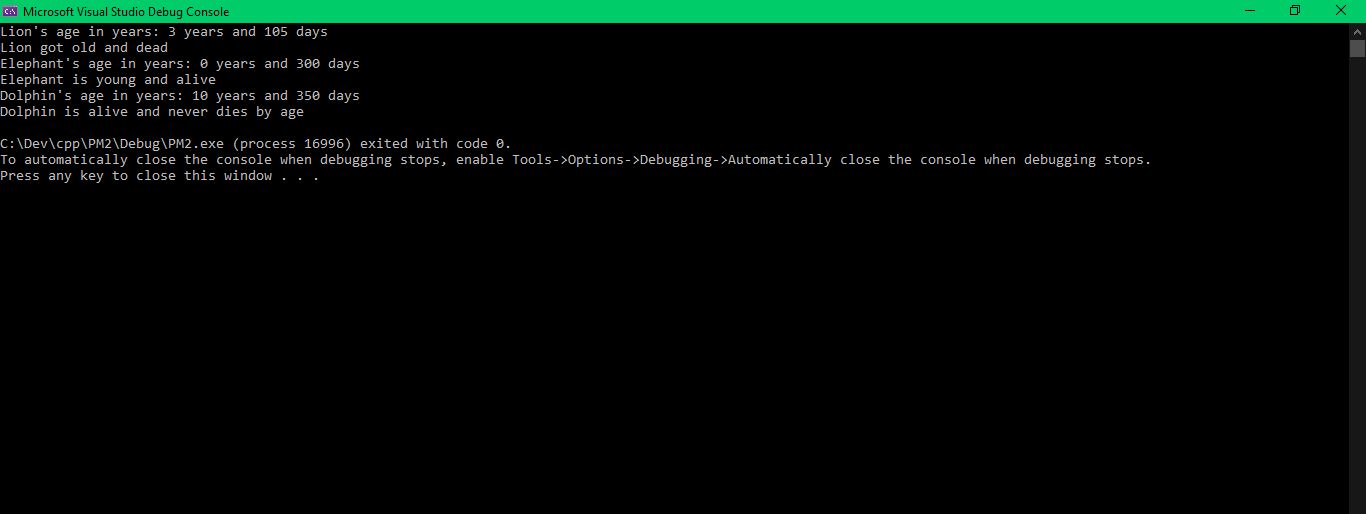 Microsoft Visual Studio Debug Console
Lion's age in years: 3 years and 105 days
Lion got old and dead
Elephant's age in years: 0 years and 300 days
Elephant is young and alive
Dolphin's age in years: 10 years and 350 days
Dolphin is alive and never dies by age
C:\Dev\cpp\PM2\Debug\PM2.exe (process 16996) exited with code 0.
To automatically close the console when debugging stops, enable Tools->Options->Debugging->Automatically close the console when debugging stops.
Press any key to close this window . . .